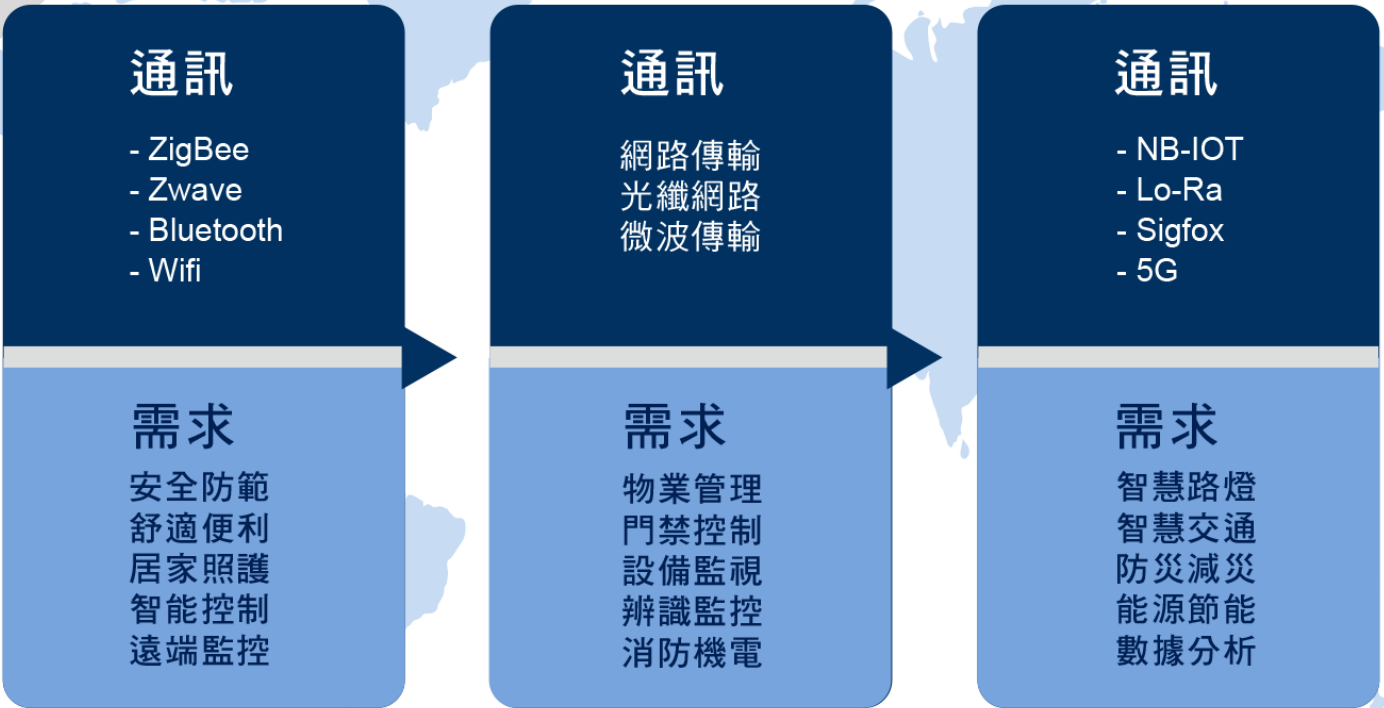 通訊
- ZigBee
- Zwave
- Bluetooth
- Wifi
需求
安全防範
舒適便利
居家照護
智能控制
遠端監控
通訊
網路傳輸
光纖網路
微波傳輸
需求
物業管理
門禁控制
設備監視
辨識監控
消防機電
通訊
- NB-IOT
- Lo-Ra
- Sigfox
- 5G
需求
智慧路燈
智慧交通
防災減災
能源節能
數據分析